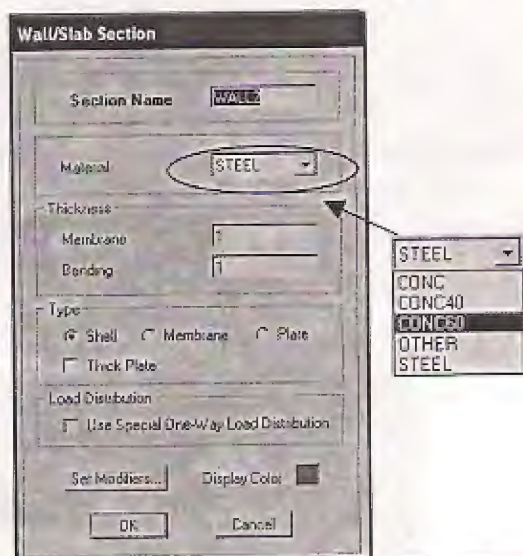 Wall/Slab Section
Section Name WALL2
Material STEEL
Thickness
Membrane 1
Bending 1
Type
Shell Membrane Plate
Thick Plate
Load Distribution
Use Special One-Way Load Distribution
Set Modifiers... Display Color
OK Cancel
STEEL
CONC
CONC40
CONC60
OTHER
STEEL